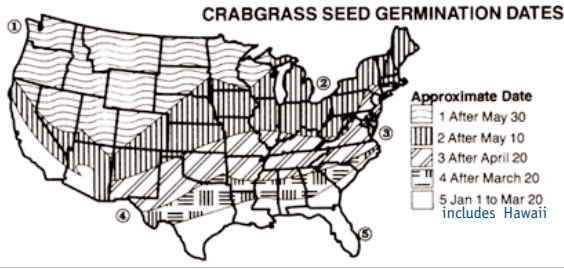 CRABGRASS SEED GERMINATION DATES
①
②
③
④
⑤
Approximate Date
1 After May 30
2 After May 10
3 After April 20
4 After March 20
5 Jan 1 to Mar 20
includes Hawaii